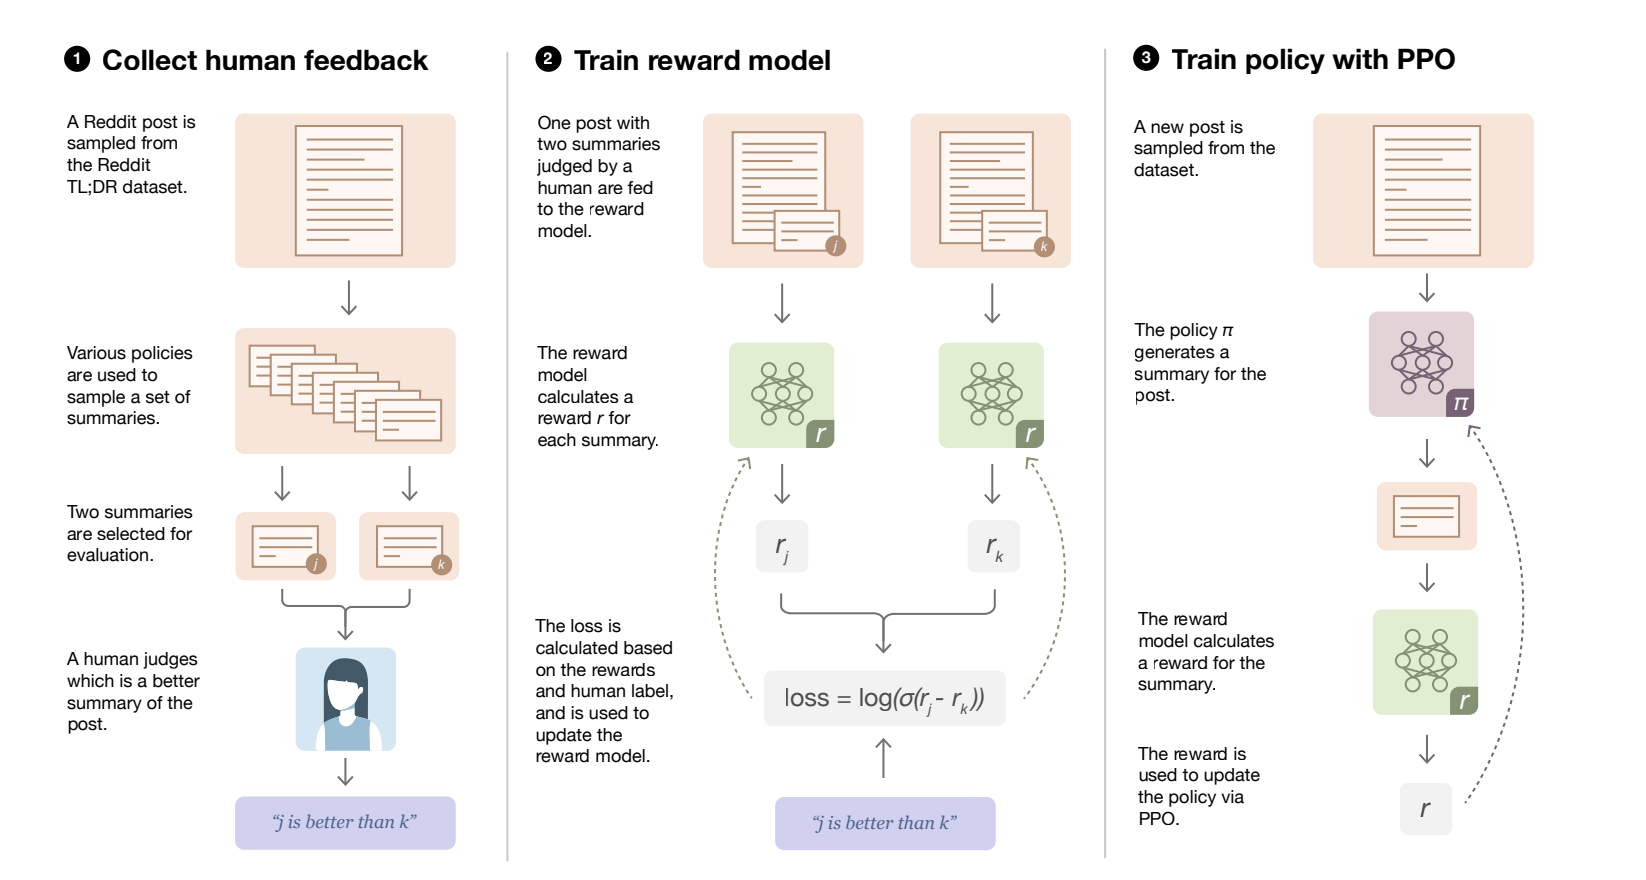 1 Collect human feedback
A Reddit post is
sampled from
the Reddit
TL;DR dataset.
Various policies
are used to
sample a set of
summaries.
Two summaries
are selected for
evaluation.
j
k
A human judges
which is a better
summary of the
post.
“j is better than k”
2 Train reward model
One post with
two summaries
judged by a
human are fed
to the reward
model.
j
k
The reward
model
calculates a
reward r for
each summary.
r
r
r_j
r_k
The loss is
calculated based
on the rewards
and human label,
and is used to
update the
reward model.
loss = log(σ(r_j - r_k))
“j is better than k”
3 Train policy with PPO
A new post is
sampled from the
dataset.
The policy π
generates a
summary for the
post.
π
The reward
model calculates
a reward for the
summary.
r
The reward is
used to update
the policy via
PPO.
r